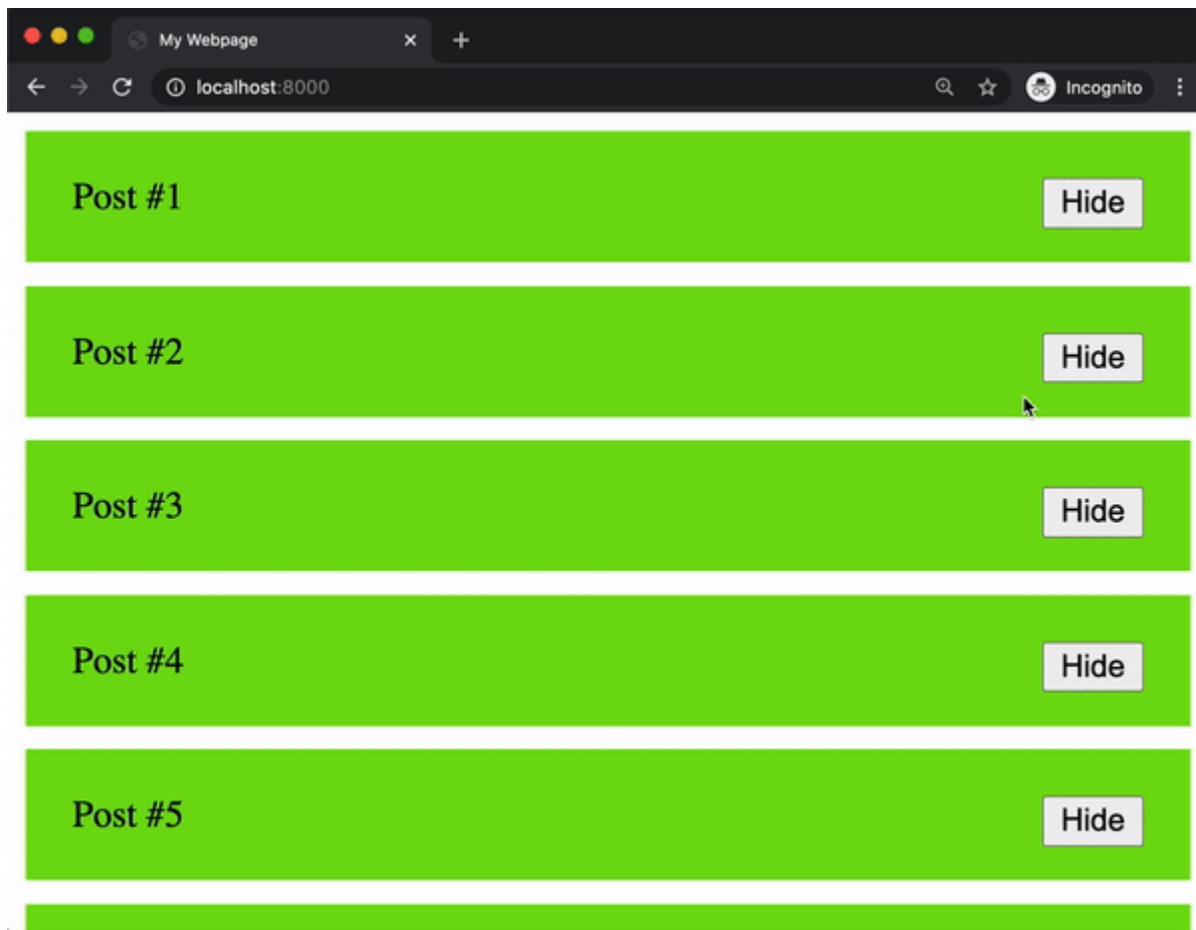 My Webpage
localhost:8000
Incognito
Post #1
Hide
Post #2
Hide
Post #3
Hide
Post #4
Hide
Post #5
Hide